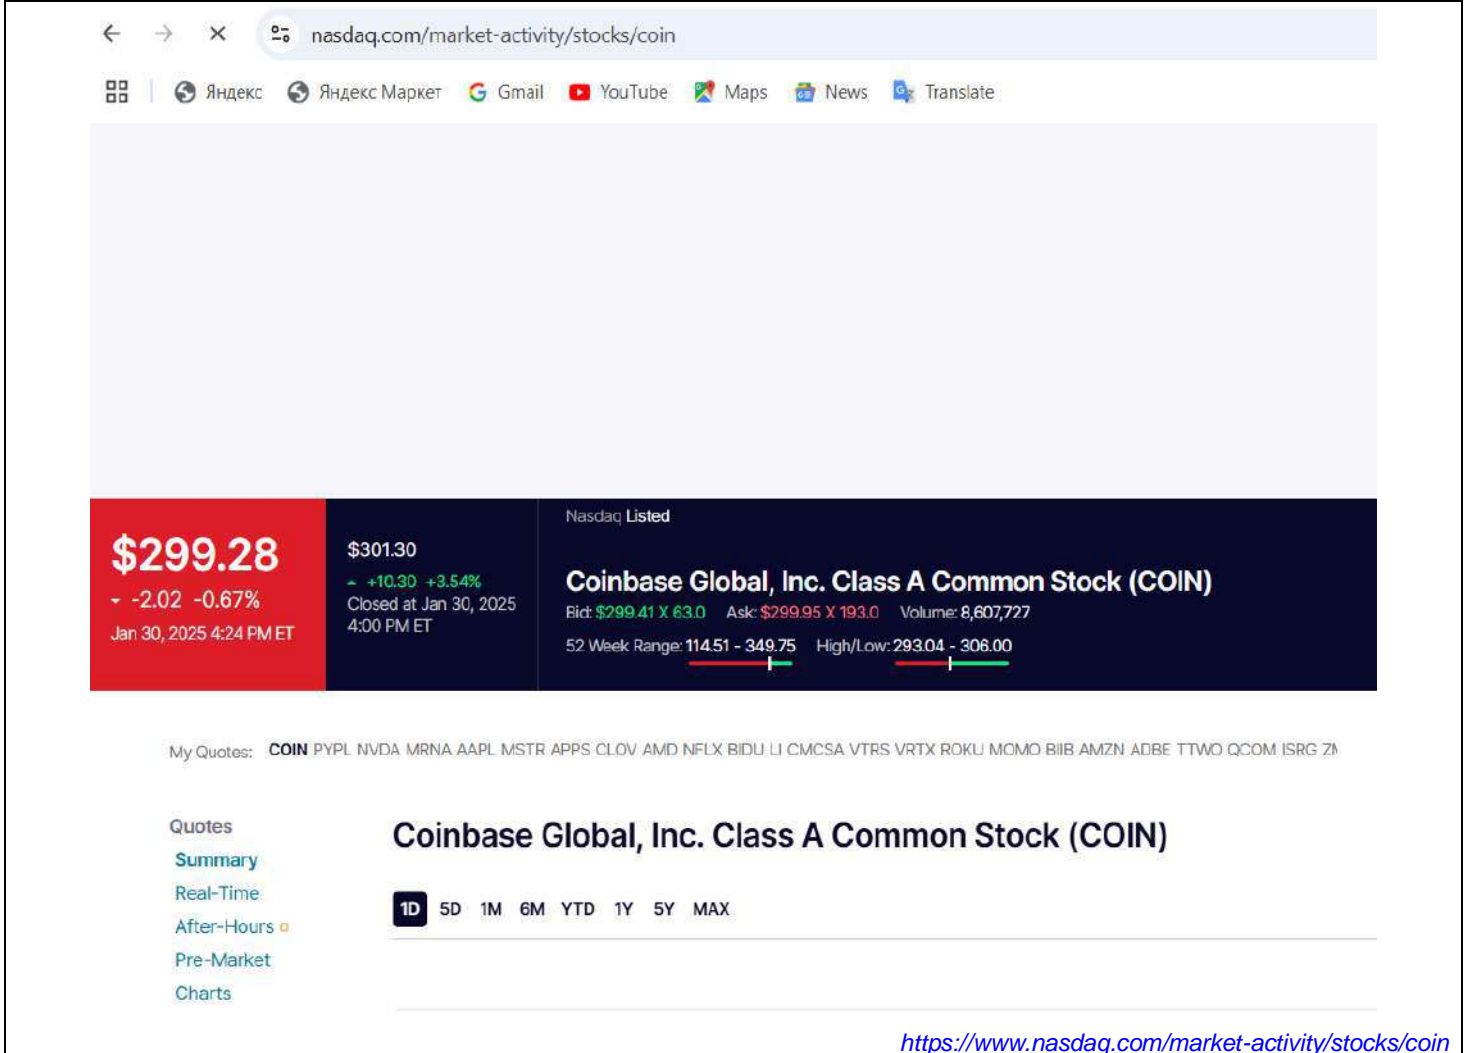 nasdaq.com/market-activity/stocks/coin
Яндекс Яндекс Маркет Gmail YouTube Maps News Translate
Nasdaq Listed
$299.28
-2.02 -0.67%
Jan 30, 2025 4:24 PM ET
$301.30
+10.30 +3.54%
Closed at Jan 30, 2025
4:00 PM ET
Coinbase Global, Inc. Class A Common Stock (COIN)
Bid: $299.41 X 63.0 Ask: $299.95 X 193.0 Volume: 8,607,727
52 Week Range: 114.51 - 349.75 High/Low: 293.04 - 306.00
My Quotes: COIN PYPL NVDA MRNA AAPL MSTR APPS CLOV AMD NFLX BIDU LI CMCSA VTRS VRTX ROKU MOMO BIIB AMZN ADBE TTWO QCOM ISRG
Quotes
Summary
Real-Time
After-Hours
Pre-Market
Charts
Coinbase Global, Inc. Class A Common Stock (COIN)
1D 5D 1M 6M YTD 1Y 5Y MAX
https://www.nasdaq.com/market-activity/stocks/coin